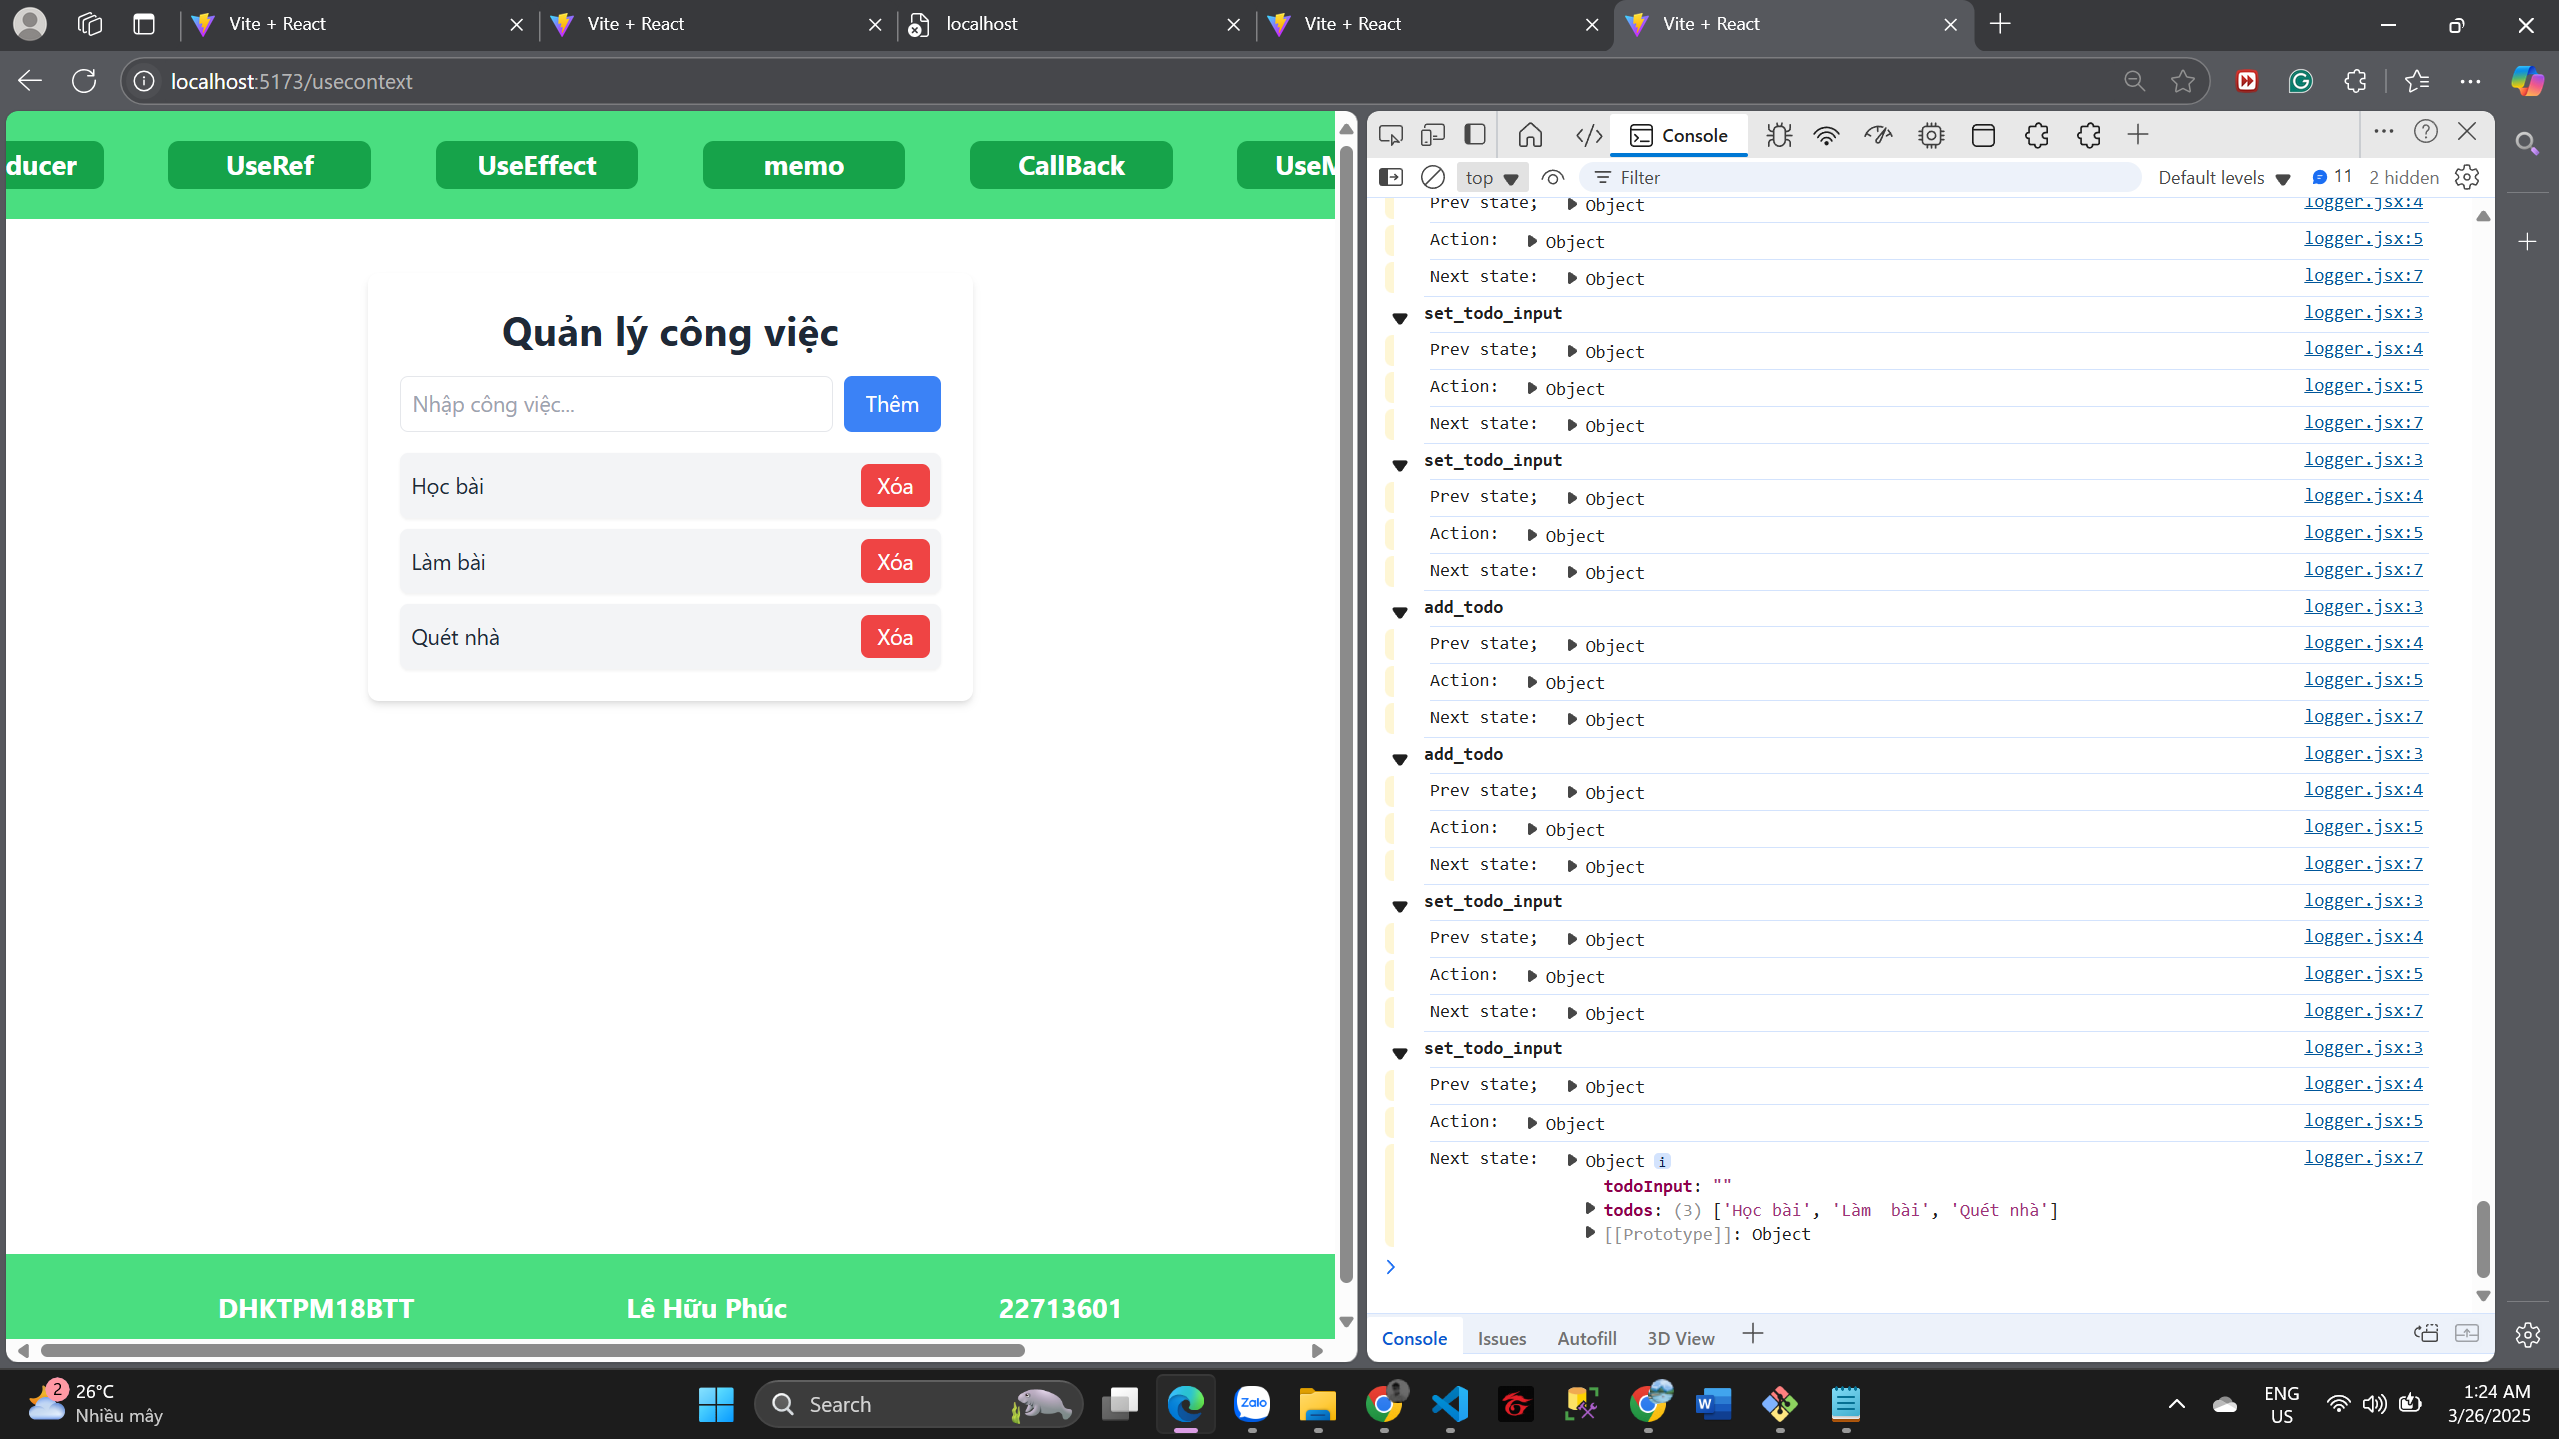 Vite + React
Vite + React
localhost
Vite + React
Vite + React
localhost:5173/usecontext
ducer
UseRef
UseEffect
memo
CallBack
UseM
Quản lý công việc
Nhập công việc...
Thêm
Học bài
Xóa
Làm bài
Xóa
Quét nhà
Xóa
DHKTPM18BTT
Lê Hữu Phúc
22713601
Console
top
Filter
Default levels
11
2 hidden
Prev state; Object logger.jsx:4
Action: Object logger.jsx:5
Next state: Object logger.jsx:7
set_todo_input logger.jsx:3
Prev state; Object logger.jsx:4
Action: Object logger.jsx:5
Next state: Object logger.jsx:7
set_todo_input logger.jsx:3
Prev state; Object logger.jsx:4
Action: Object logger.jsx:5
Next state: Object logger.jsx:7
add_todo logger.jsx:3
Prev state; Object logger.jsx:4
Action: Object logger.jsx:5
Next state: Object logger.jsx:7
add_todo logger.jsx:3
Prev state; Object logger.jsx:4
Action: Object logger.jsx:5
Next state: Object logger.jsx:7
set_todo_input logger.jsx:3
Prev state; Object logger.jsx:4
Action: Object logger.jsx:5
Next state: Object logger.jsx:7
set_todo_input logger.jsx:3
Prev state; Object logger.jsx:4
Action: Object logger.jsx:5
Next state: Object i logger.jsx:7
todoInput: ""
todos: (3) ['Học bài', 'Làm  bài', 'Quét nhà']
[[Prototype]]: Object
Console
Issues
Autofill
3D View
2
26°C
Nhiều mây
Search
Zalo
ENG
US
1:24 AM
3/26/2025